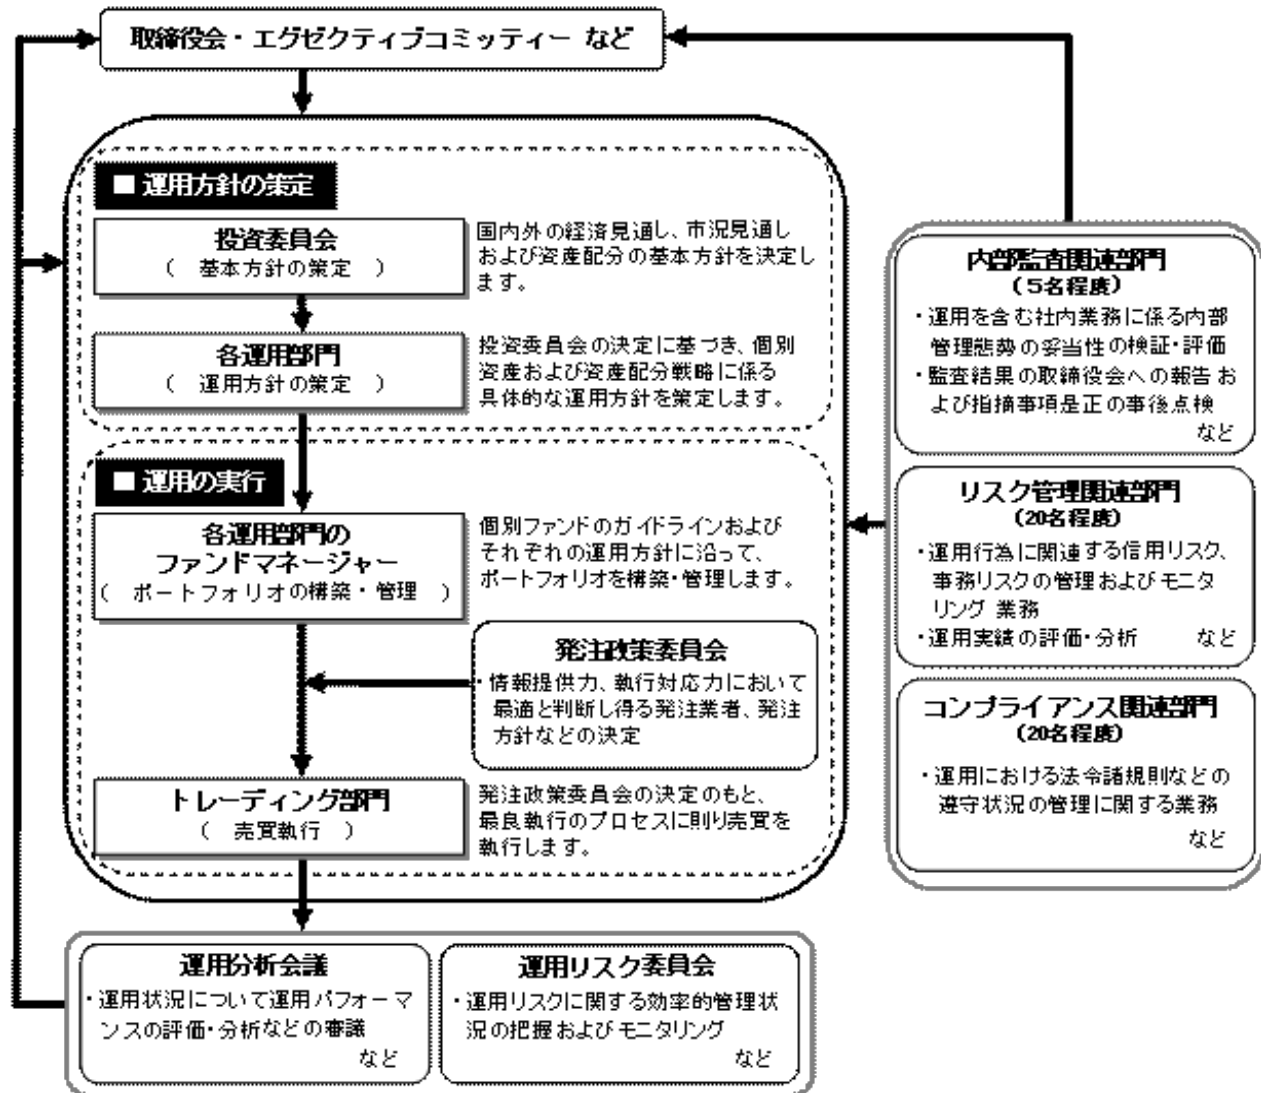 取締役会・エグゼクティブコミッティー など
■ 運用方針の策定
投資委員会
( 基本方針の策定 )
国内外の経済見通し、市況見通し
および資産配分の基本方針を決定し
ます。
各運用部門
( 運用方針の策定 )
投資委員会の決定に基づき、個別
資産および資産配分戦略に係る
具体的な運用方針を策定します。
■ 運用の実行
各運用部門の
ファンドマネージャー
( ポートフォリオの構築・管理 )
個別ファンドのガイドラインおよび
それぞれの運用方針に沿って、
ポートフォリオを構築・管理します。
発注政策委員会
・情報提供力、執行対応力において
最適と判断し得る発注業者、発注
方針などの決定
トレーディング部門
( 売買執行 )
発注政策委員会の決定のもと、
最良執行のプロセスに則り売買を
執行します。
運用分析会議
・運用状況について運用パフォーマ
ンスの評価・分析などの審議
など
運用リスク委員会
・運用リスクに関する効率的管理状
況の把握およびモニタリング
など
内部監査関連部門
(5名程度)
・運用を含む社内業務に係る内部
管理態勢の妥当性の検証・評価
・監査結果の取締役会への報告お
よび指摘事項是正の事後点検
など
リスク管理関連部門
(20名程度)
・運用行為に関連する信用リスク、
事務リスクの管理およびモニタ
リング 業務
・運用実績の評価・分析 など
コンプライアンス関連部門
(20名程度)
・運用における法令諸規則などの
遵守状況の管理に関する業務
など